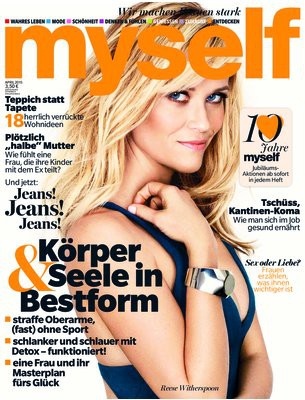 Wir machen Frauen stark
WAHRES LEBEN MODE SCHÖNHEIT DENKEN & FÜHLEN GENIESSEN KULTUR ENTDECKEN
myself
APRIL 2015
3,50 €
Teppich statt
Tapete
18 herrlich verrückte
Wohnideen
Plötzlich
„halbe“ Mutter
Wie fühlt eine
Frau, die ihre Kinder
mit dem Ex teilt?
Und jetzt:
Jeans!
Jeans!
Jeans!
10
Jahre
myself
Jubiläums-
Aktionen ab sofort
in jedem Heft
Tschüss,
Kantinen-Koma
Wie man sich im Job
gesund ernährt
Körper
& Seele in
Bestform
straffe Oberarme,
(fast) ohne Sport
schlanker und schlauer mit
Detox – funktioniert!
eine Frau und ihr
Masterplan
fürs Glück
Sex oder Liebe?
Frauen
erzählen,
was ihnen
wichtiger ist
Reese Witherspoon